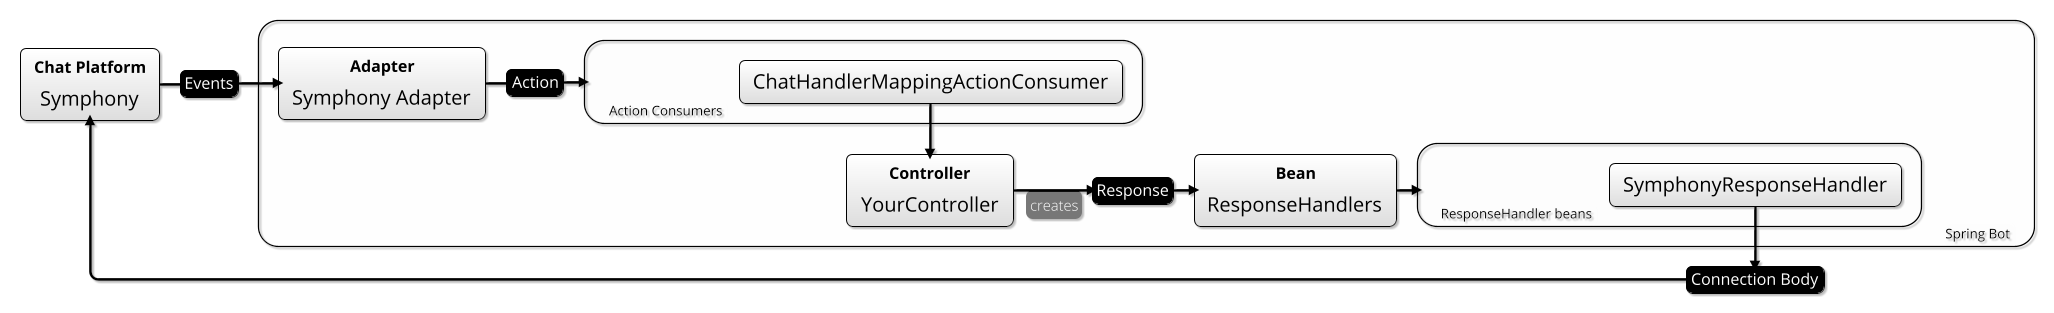 Chat Platform
Symphony
Events
Adapter
Symphony Adapter
Action
ChatHandlerMappingActionConsumer
Action Consumers
Controller
YourController
creates
Response
Bean
ResponseHandlers
SymphonyResponseHandler
ResponseHandler beans
Spring Bot
Connection Body